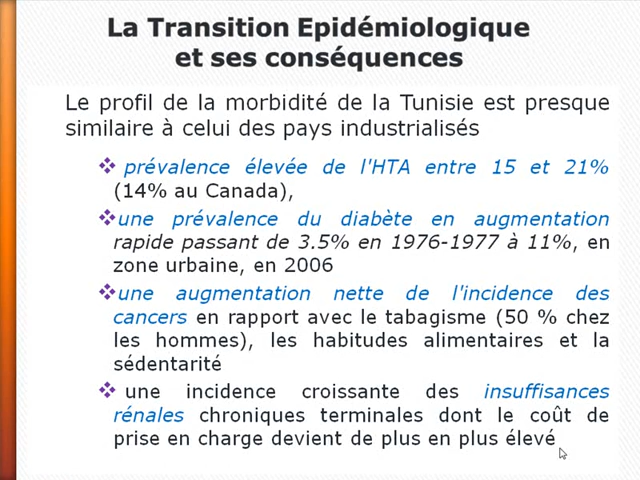 La Transition Epidémiologique
et ses conséquences
Le profil de la morbidité de la Tunisie est presque
similaire à celui des pays industrialisés
❖ prévalence élevée de l'HTA entre 15 et 21%
(14% au Canada),
❖une prévalence du diabète en augmentation
rapide passant de 3.5% en 1976-1977 à 11%, en
zone urbaine, en 2006
❖une augmentation nette de l'incidence des
cancers en rapport avec le tabagisme (50 % chez
les hommes), les habitudes alimentaires et la
sédentarité
❖ une incidence croissante des insuffisances
rénales chroniques terminales dont le coût de
prise en charge devient de plus en plus élevé